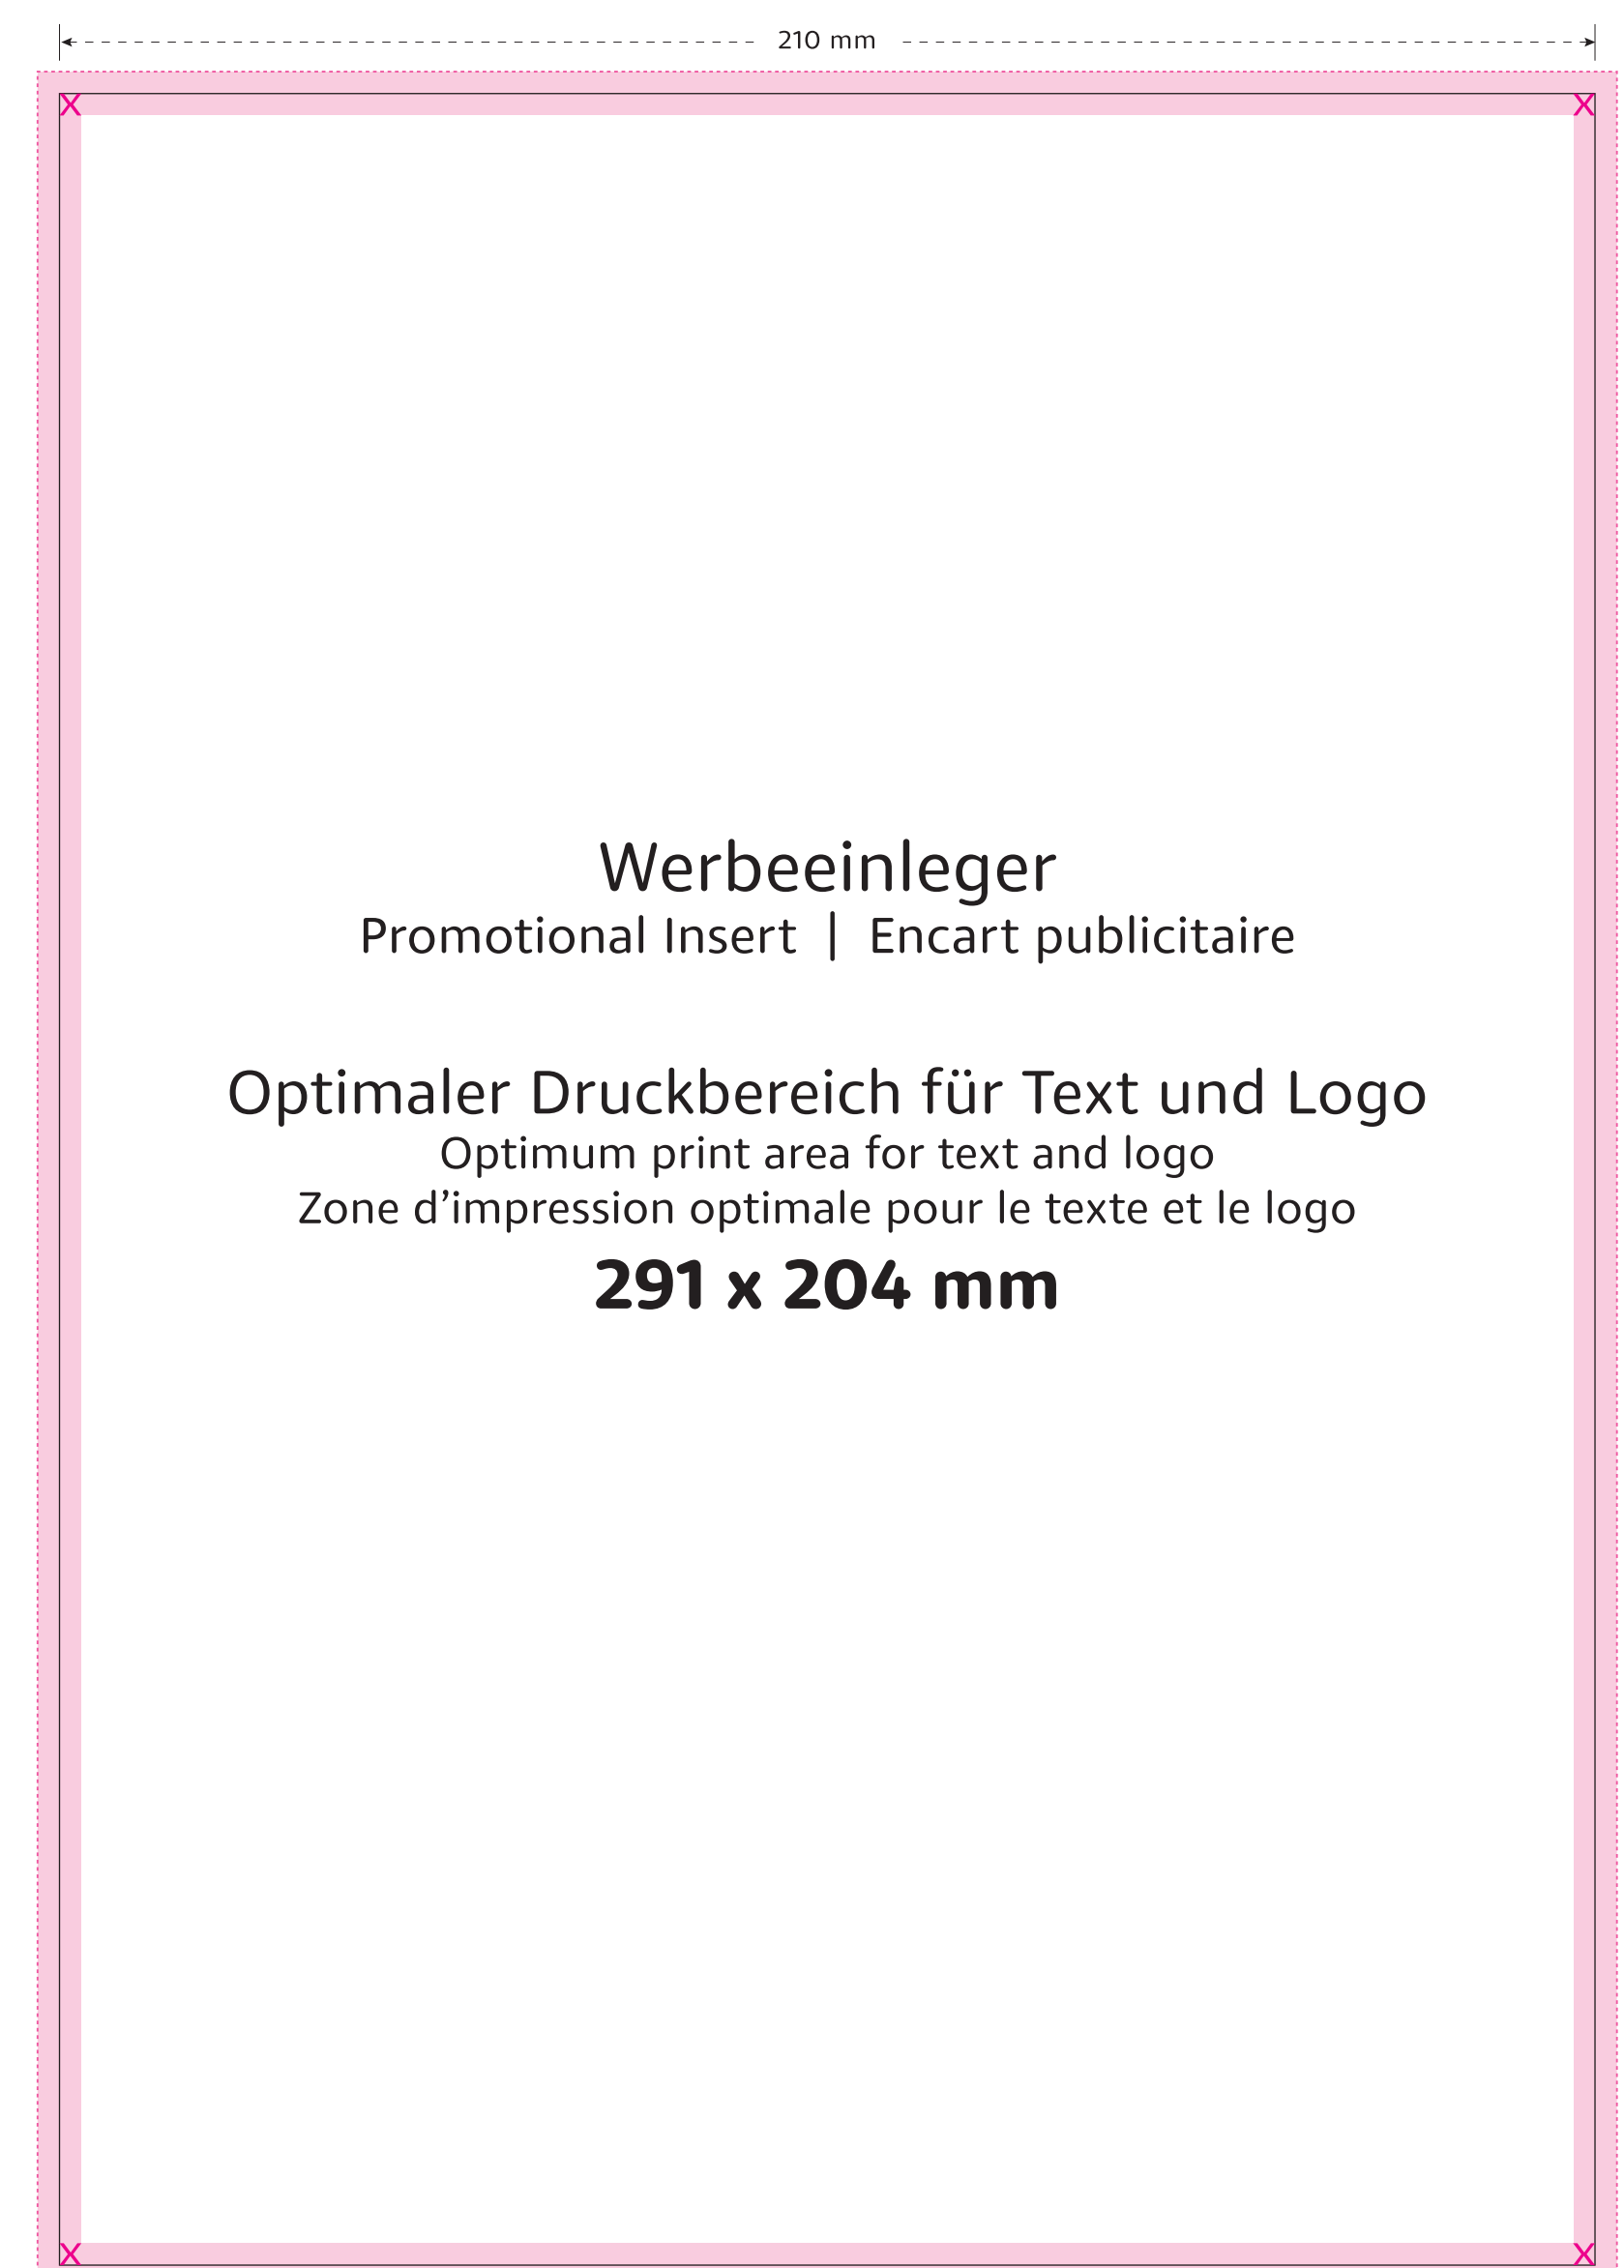 210 mm
X X
Werbeeinleger
Promotional Insert | Encart publicitaire
Optimaler Druckbereich für Text und Logo
Optimum print area for text and logo
Zone d’impression optimale pour le texte et le logo
291 x 204 mm
X X